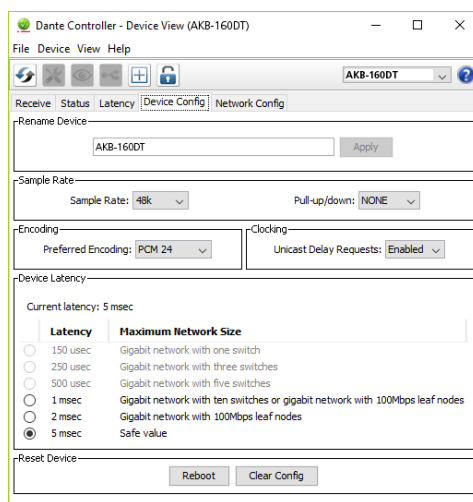 Dante Controller - Device View (AKB-160DT)
File Device View Help
AKB-160DT
Receive Status Latency Device Config Network Config
Rename Device
AKB-160DT Apply
Sample Rate
Sample Rate: 48k Pull-up/down: NONE
Encoding Clocking
Preferred Encoding: PCM 24 Unicast Delay Requests: Enabled
Device Latency
Current latency: 5 msec
Latency Maximum Network Size
150 usec Gigabit network with one switch
250 usec Gigabit network with three switches
500 usec Gigabit network with five switches
1 msec Gigabit network with ten switches or gigabit network with 100Mbps leaf nodes
2 msec Gigabit network with 100Mbps leaf nodes
5 msec Safe value
Reset Device
Reboot Clear Config